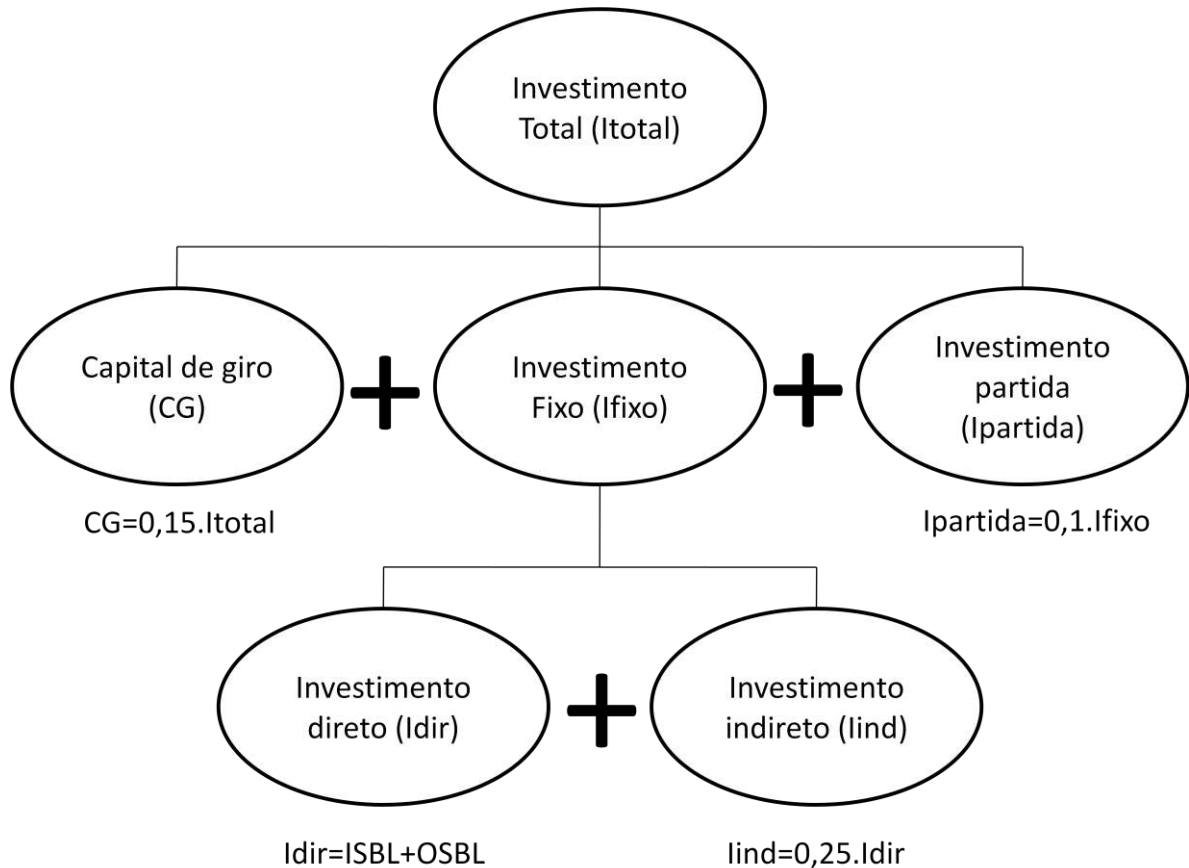 Investimento
Total (Itotal)
Capital de giro
(CG)
+
Investimento
Fixo (Ifixo)
+
Investimento
partida
(Ipartida)
CG=0,15.Itotal
Ipartida=0,1.Ifixo
Investimento
direto (Idir)
+
Investimento
indireto (Iind)
Idir=ISBL+OSBL
Iind=0,25.Idir